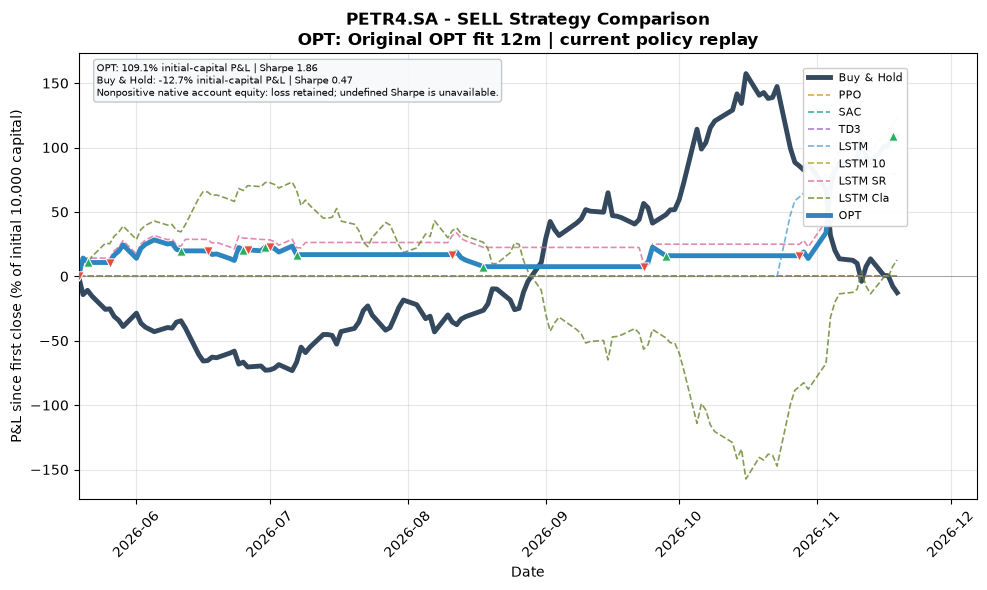 PETR4.SA - SELL Strategy Comparison
OPT: Original OPT fit 12m | current policy replay
OPT: 109.1% initial-capital P&L | Sharpe 1.86
Buy & Hold: -12.7% initial-capital P&L | Sharpe 0.47
Nonpositive native account equity: loss retained; undefined Sharpe is unavailable.
Buy & Hold
PPO
SAC
TD3
LSTM
LSTM 10
LSTM SR
LSTM Cla
OPT
P&L since first close (% of initial 10,000 capital)
150
100
50
0
−50
−100
−150
2026-06
2026-07
2026-08
2026-09
2026-10
2026-11
2026-12
Date